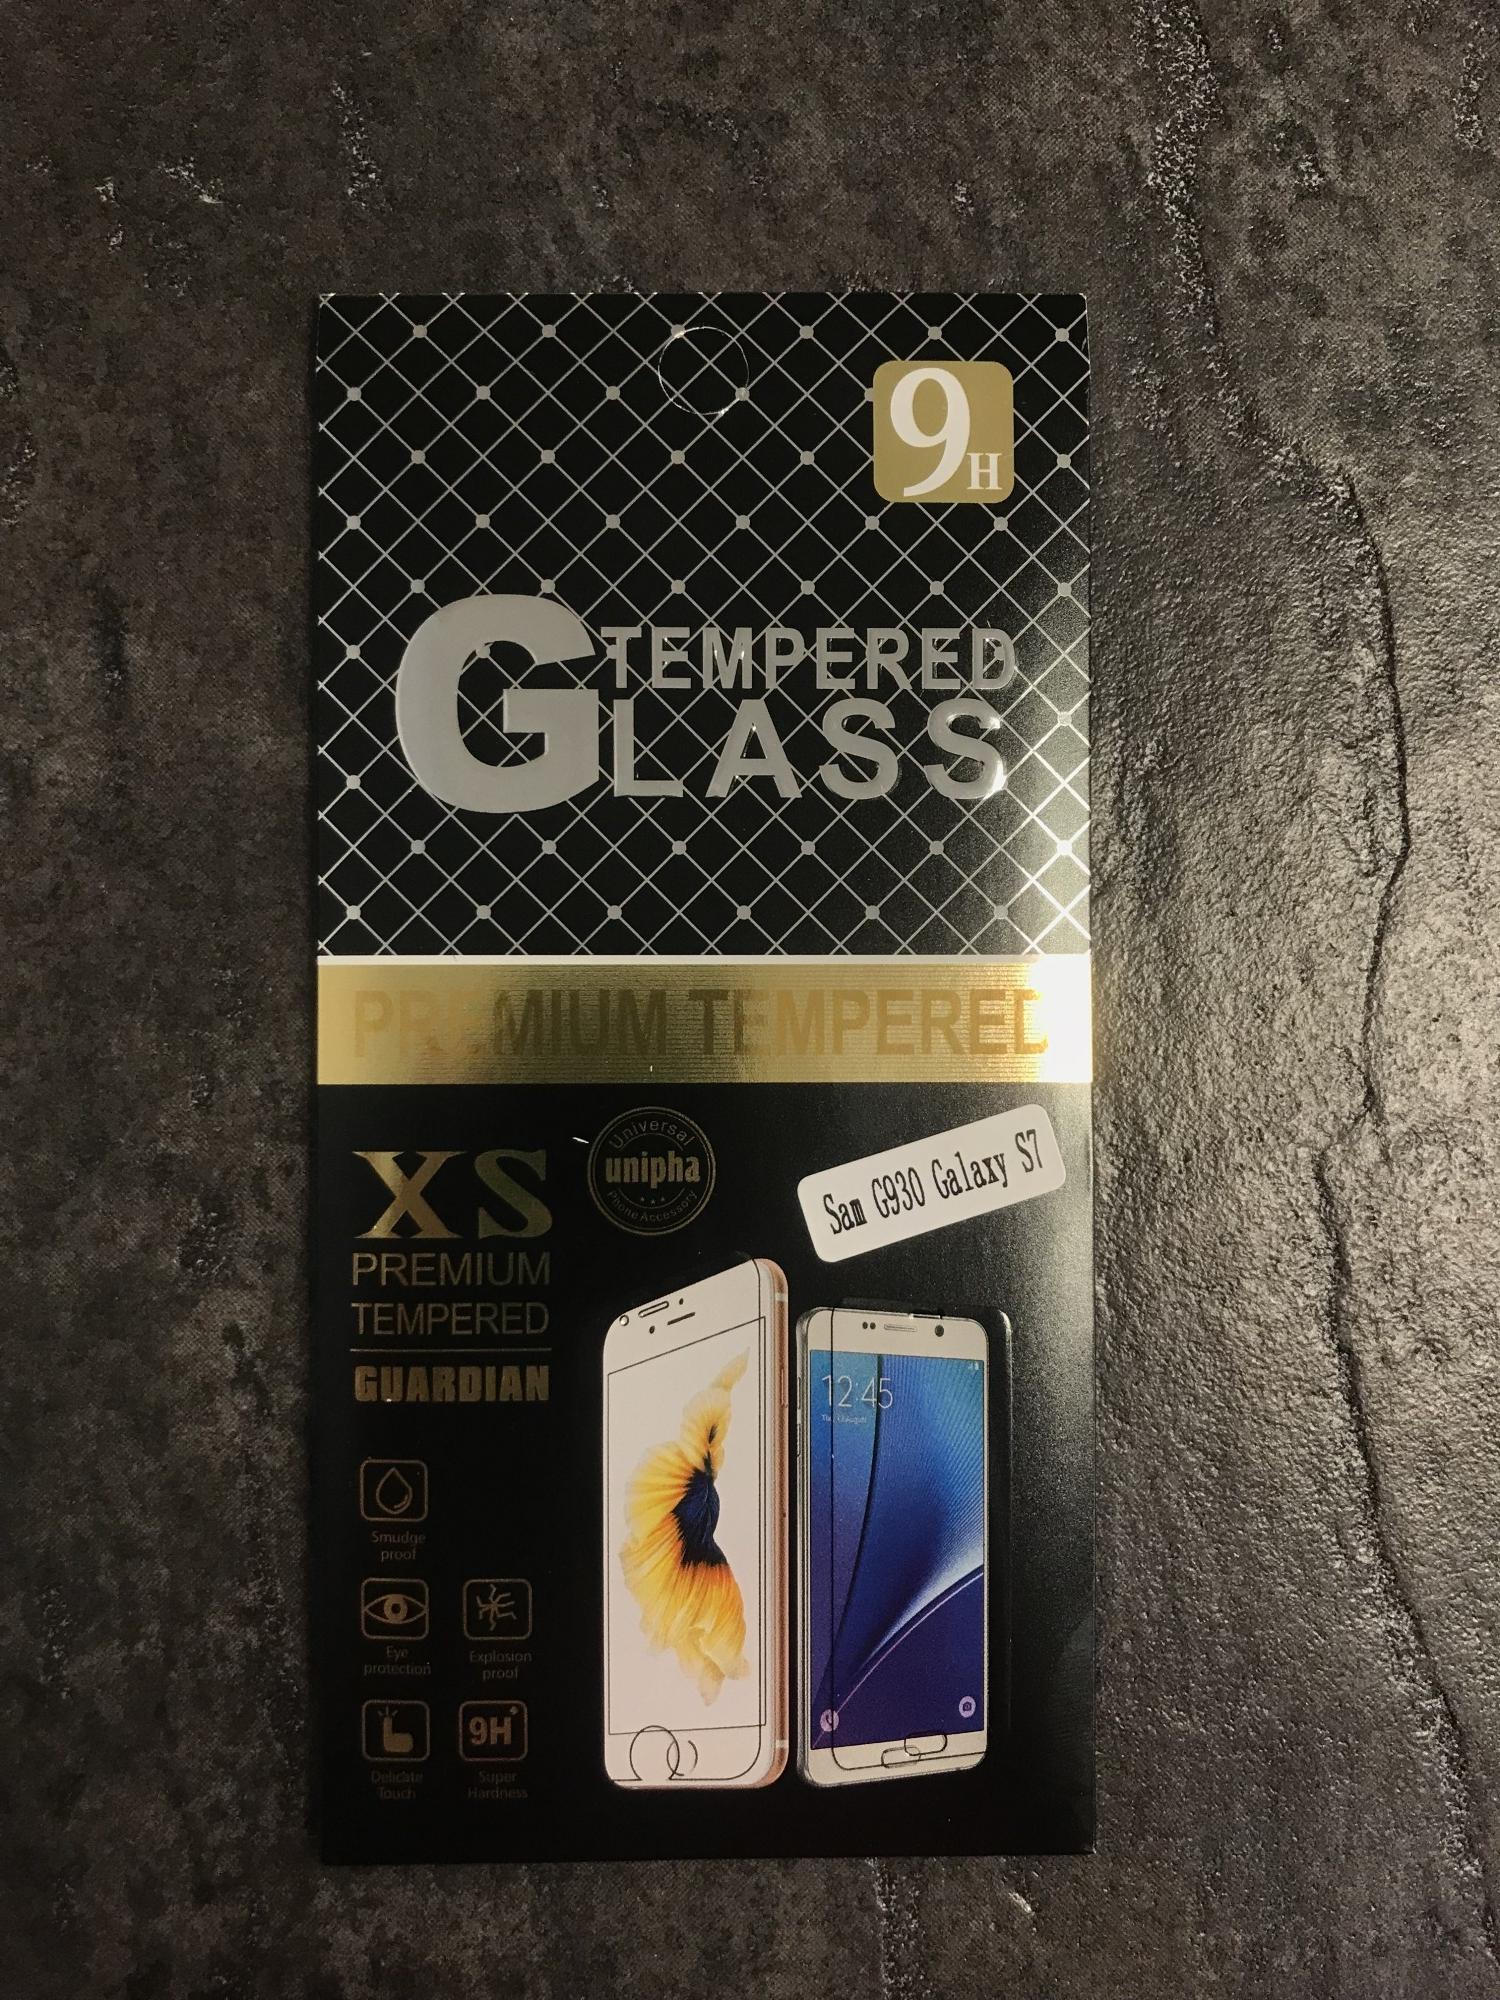 9H
TEMPERED
GLASS
PREMIUM TEMPERED
XS
PREMIUM
TEMPERED
GUARDIAN
Universal
unipha
Phone Accessory
Sam G930 Galaxy S7
12:45
Smudge
proof
Eye
protection
Explosion
proof
Delicate
Touch
9H
Super
Hardness